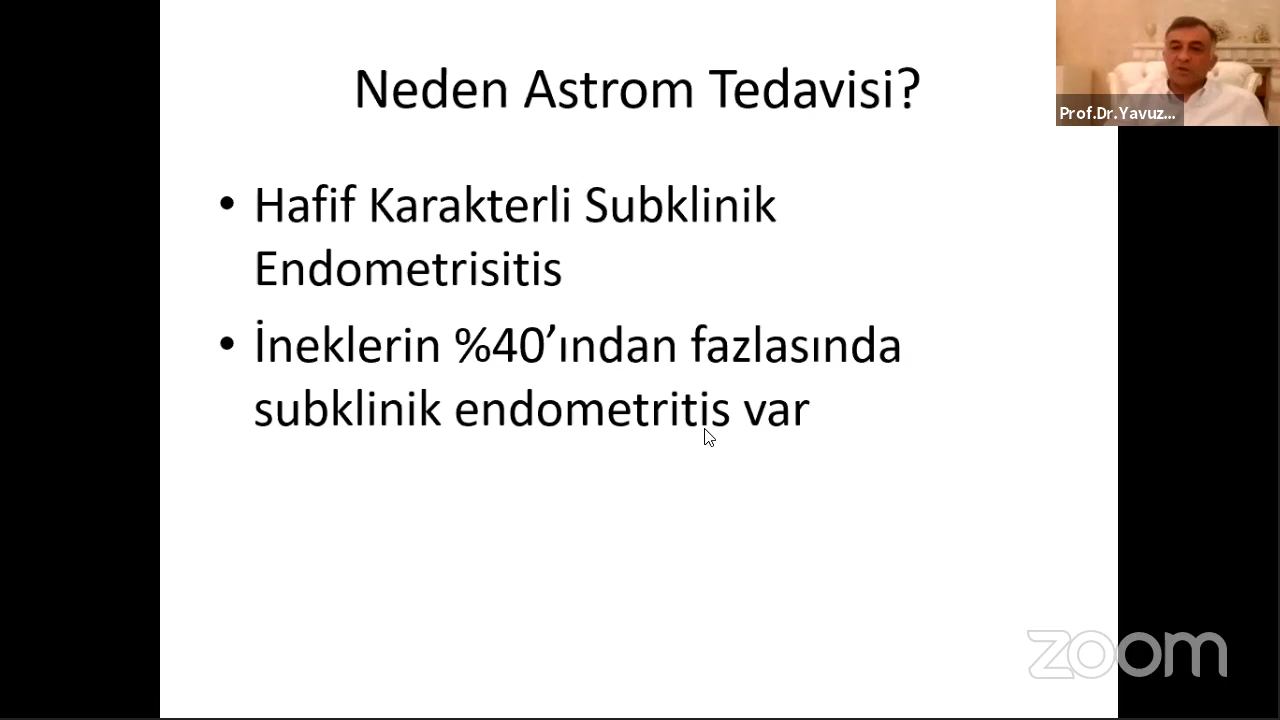 Neden Astrom Tedavisi?
Prof.Dr.Yavuz...
• Hafif Karakterli Subklinik
Endometrisitis
• İneklerin %40’ından fazlasında
subklinik endometritis var
zoom